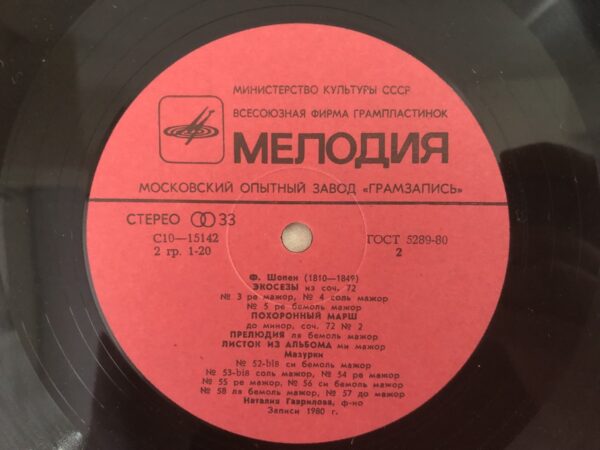 МИНИСТЕРСТВО КУЛЬТУРЫ СССР
ВСЕСОЮЗНАЯ ФИРМА ГРАМПЛАСТИНОК
МЕЛОДИЯ
МОСКОВСКИЙ ОПЫТНЫЙ ЗАВОД «ГРАМЗАПИСЬ»
СТЕРЕО 33
С10—15142 ГОСТ 5289-80
2 гр. 1-20 2
Ф. Шопен (1810—1849)
ЭКОСЕЗЫ из соч. 72
№ 3 ре мажор, № 4 соль мажор
№ 5 ре бемоль мажор
ПОХОРОННЫЙ МАРШ
до минор, соч. 72 № 2
ПРЕЛЮДИЯ ля бемоль мажор
ЛИСТОК ИЗ АЛЬБОМА ми мажор
Мазурки
№ 52-bis си бемоль мажор
№ 53-bis соль мажор, № 54 ре мажор
№ 55 ре мажор, № 56 си бемоль мажор
№ 58 ля бемоль мажор, № 57 до мажор
Наталия Гаврилова, ф-но
Записи 1980 г.